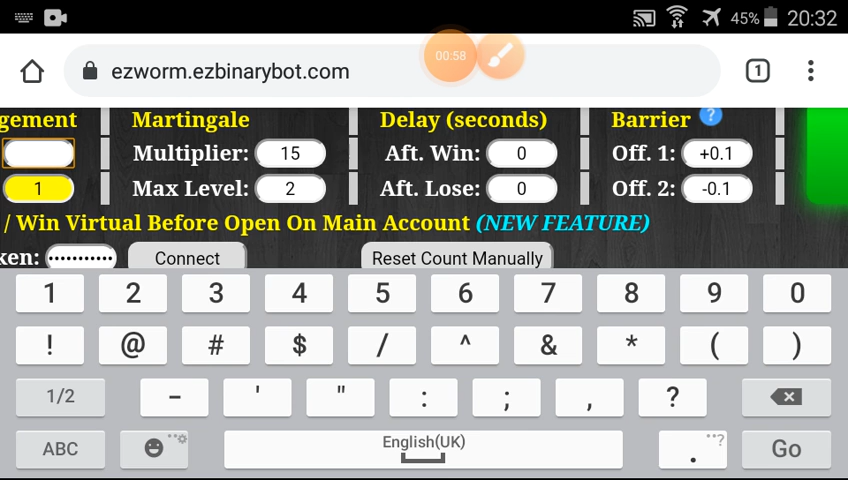 45% 20:32
00:58
ezworm.ezbinarybot.com 1
gement Martingale Delay (seconds) Barrier ?
Multiplier: 15 Aft. Win: 0 Off. 1: +0.1
1 Max Level: 2 Aft. Lose: 0 Off. 2: -0.1
/ Win Virtual Before Open On Main Account (NEW FEATURE)
ken: •••••••••••• Connect Reset Count Manually
1 2 3 4 5 6 7 8 9 0
! @ # $ / ^ & * ( )
1/2 - ' " : ; , ?
ABC English(UK) . ? Go